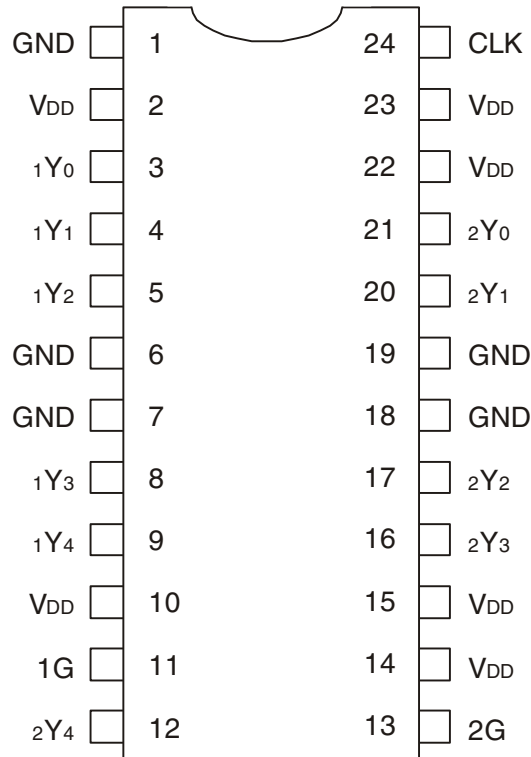 GND 1 24 CLK
VDD 2 23 VDD
1Y0 3 22 VDD
1Y1 4 21 2Y0
1Y2 5 20 2Y1
GND 6 19 GND
GND 7 18 GND
1Y3 8 17 2Y2
1Y4 9 16 2Y3
VDD 10 15 VDD
1G 11 14 VDD
2Y4 12 13 2G